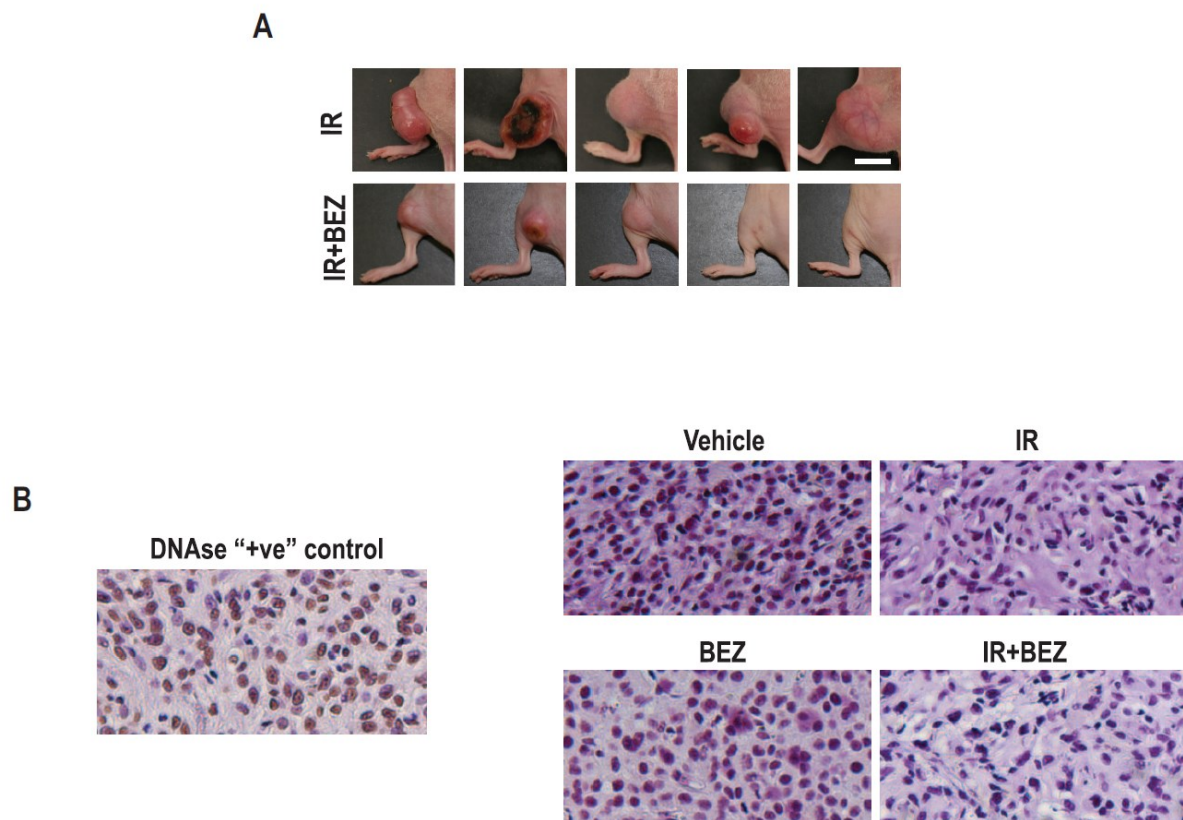 A
IR
IR+BEZ
B
DNAse "+ve" control
Vehicle
IR
BEZ
IR+BEZ